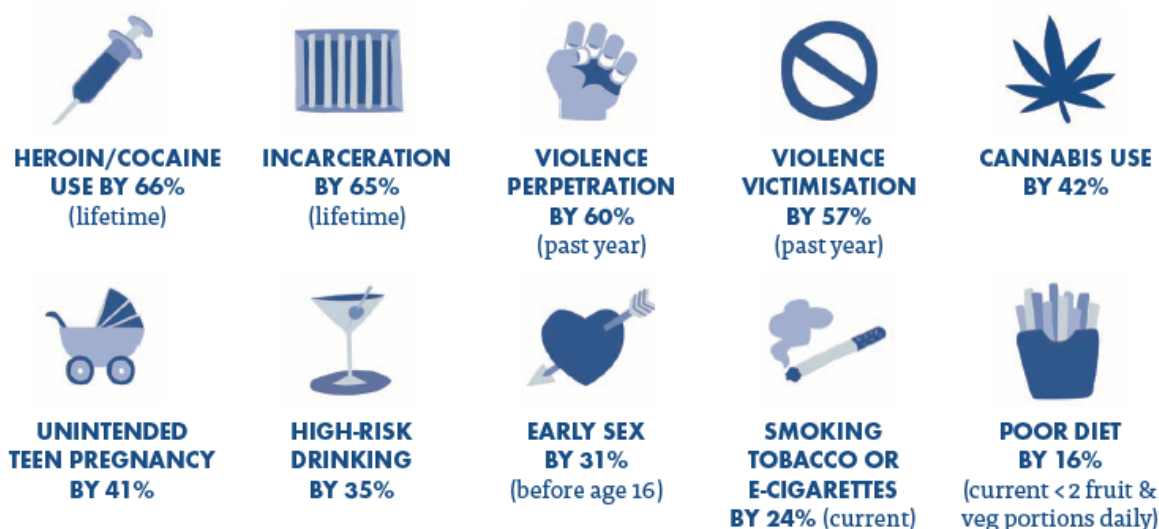 HEROIN/COCAINE
USE BY 66%
(lifetime)
INCARCERATION
BY 65%
(lifetime)
VIOLENCE
PERPETRATION
BY 60%
(past year)
VIOLENCE
VICTIMISATION
BY 57%
(past year)
CANNABIS USE
BY 42%
UNINTENDED
TEEN PREGNANCY
BY 41%
HIGH-RISK
DRINKING
BY 35%
EARLY SEX
BY 31%
(before age 16)
SMOKING
TOBACCO OR
E-CIGARETTES
BY 24% (current)
POOR DIET
BY 16%
(current <2 fruit &
veg portions daily)